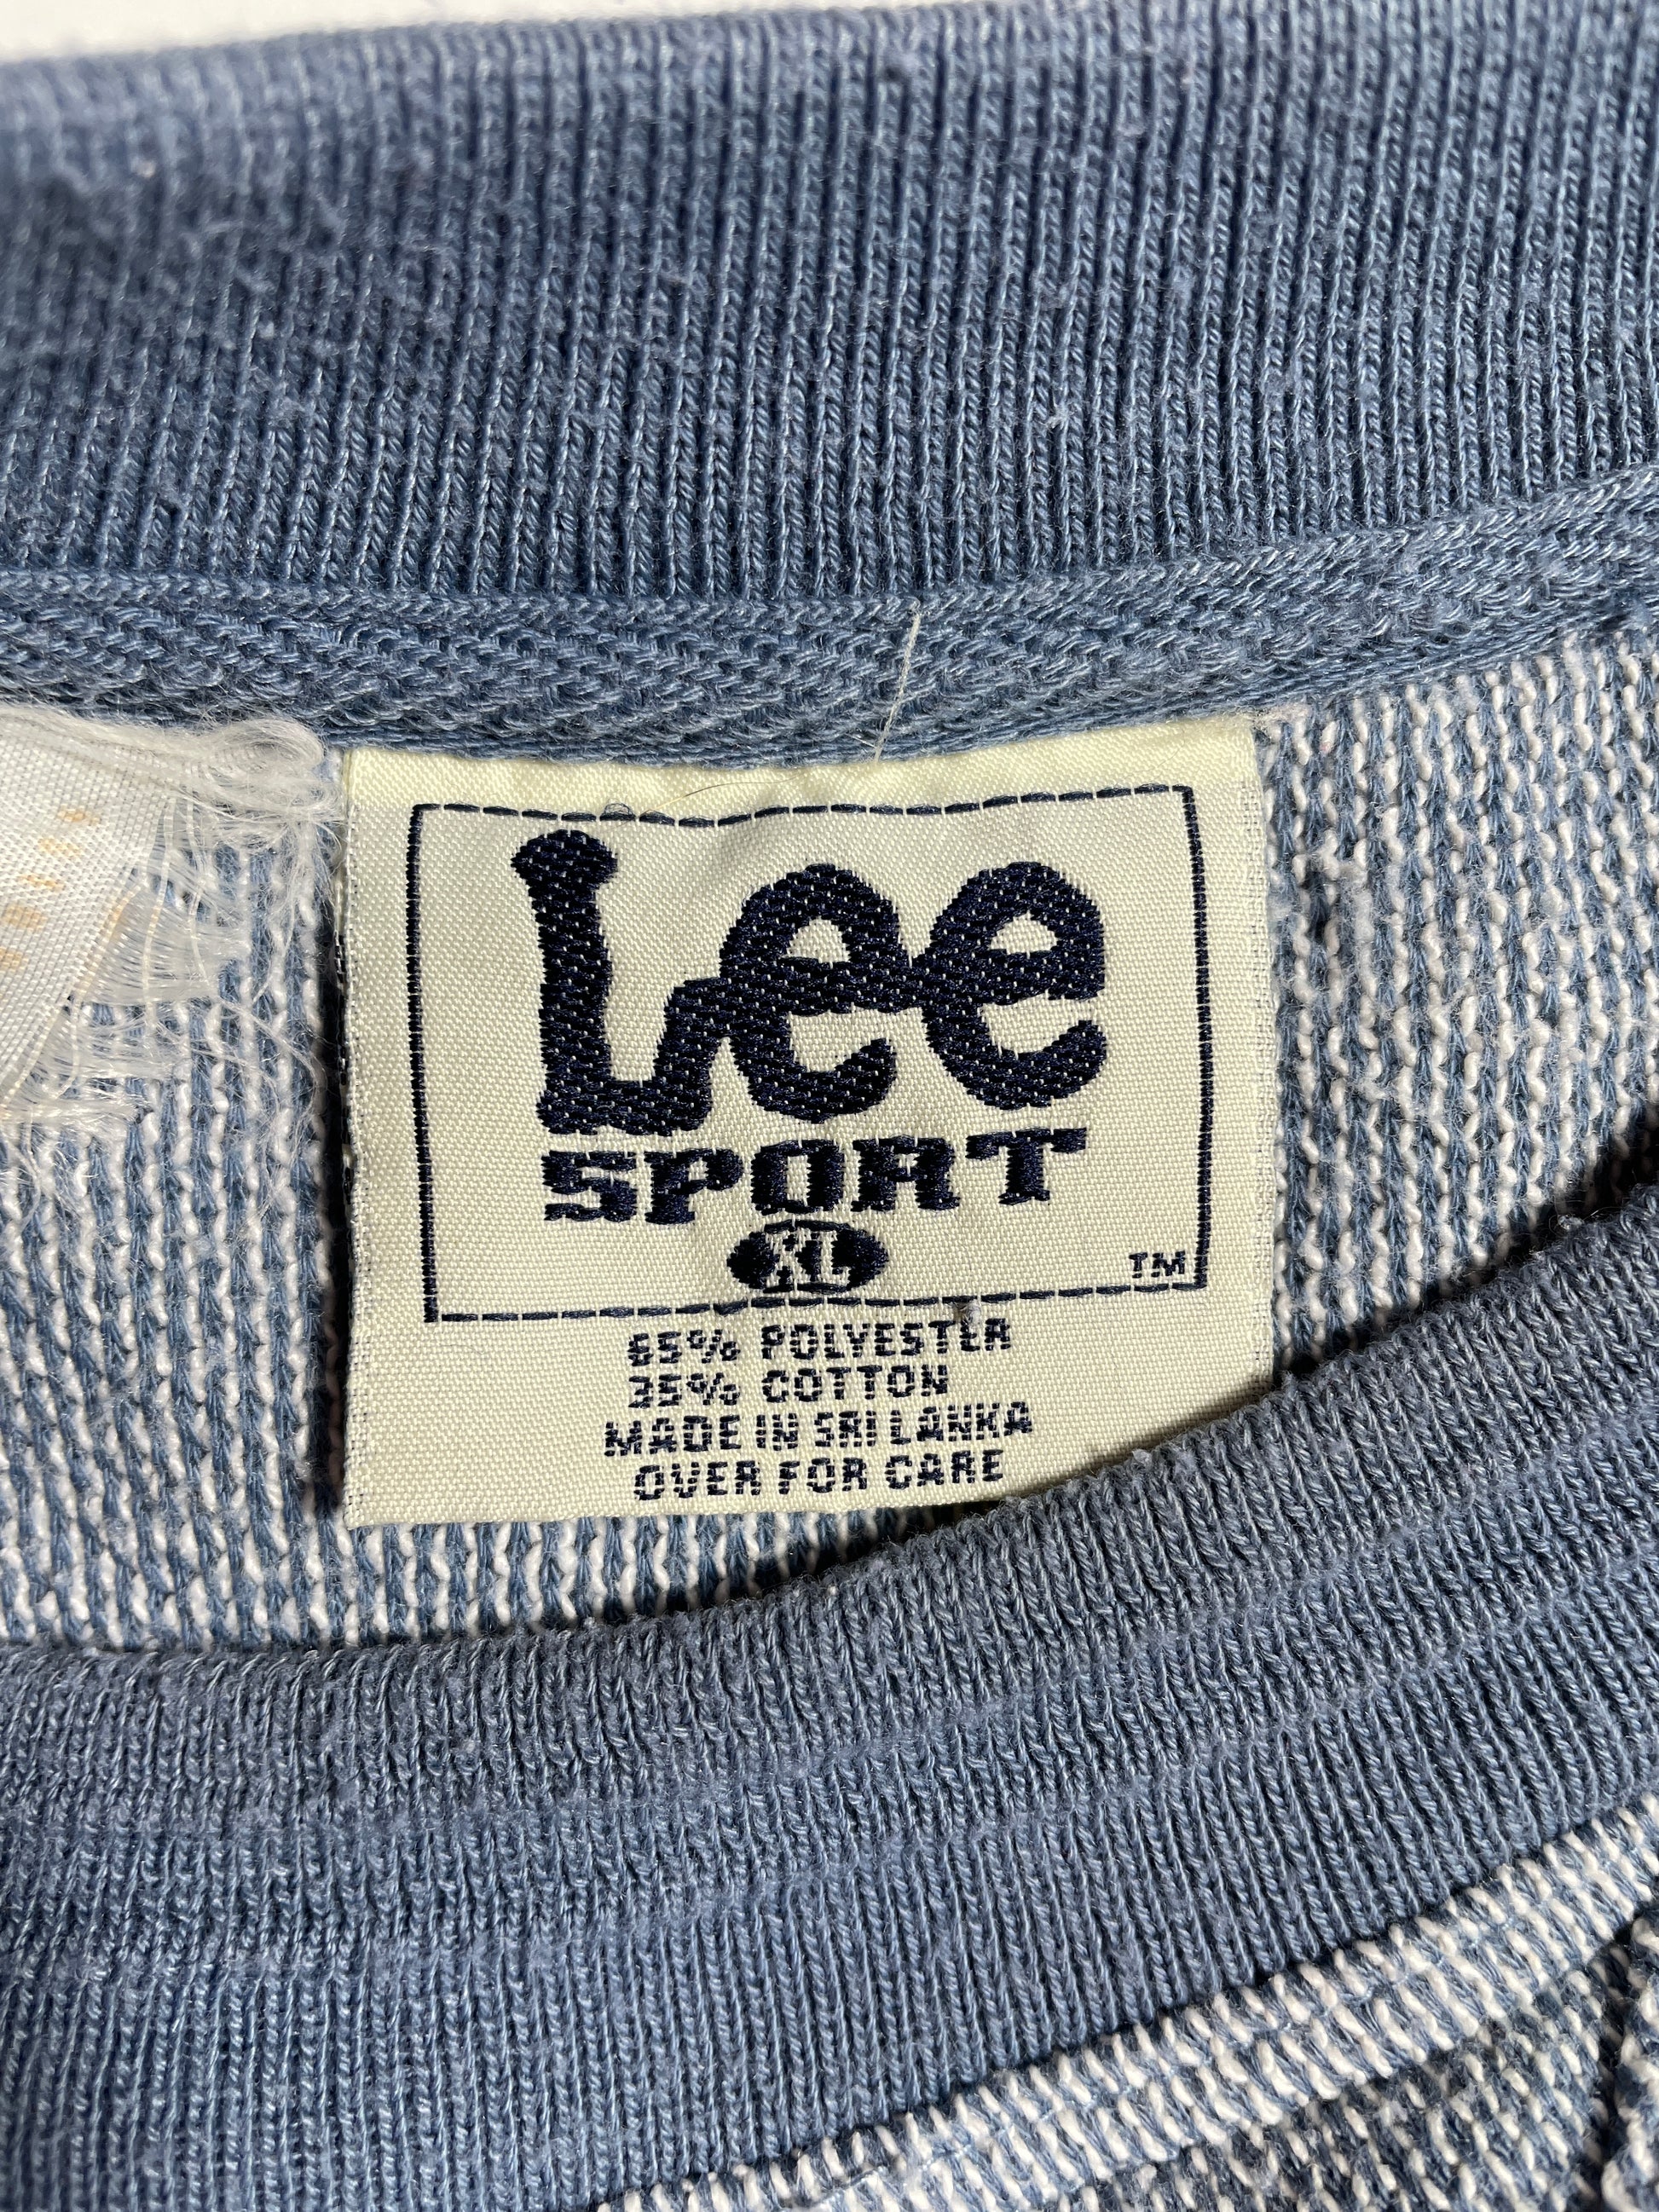 Lee
SPORT
XL
TM
65% POLYESTER
35% COTTON
MADE IN SRI LANKA
OVER FOR CARE